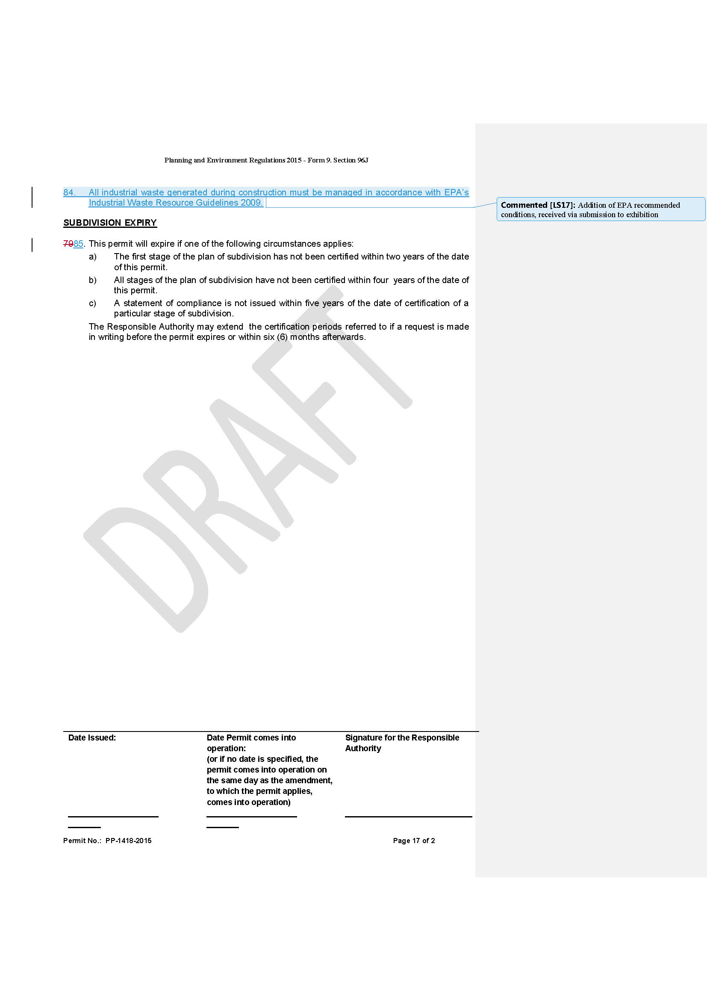 Planning and Environment Regulations 2015 - Form 9. Section 96J
84. All industrial waste generated during construction must be managed in accordance with EPA's
Industrial Waste Resource Guidelines 2009.
Commented [LS17]: Addition of EPA recommended
conditions, received via submission to exhibition
SUBDIVISION EXPIRY
7985. This permit will expire if one of the following circumstances applies:
a) The first stage of the plan of subdivision has not been certified within two years of the date
of this permit.
b) All stages of the plan of subdivision have not been certified within four years of the date of
this permit.
c) A statement of compliance is not issued within five years of the date of certification of a
particular stage of subdivision.
The Responsible Authority may extend the certification periods referred to if a request is made
in writing before the permit expires or within six (6) months afterwards.
DRAFT
Date Issued:
Date Permit comes into
operation:
(or if no date is specified, the
permit comes into operation on
the same day as the amendment,
to which the permit applies,
comes into operation)
Signature for the Responsible
Authority
Permit No.: PP-1418-2015
Page 17 of 2